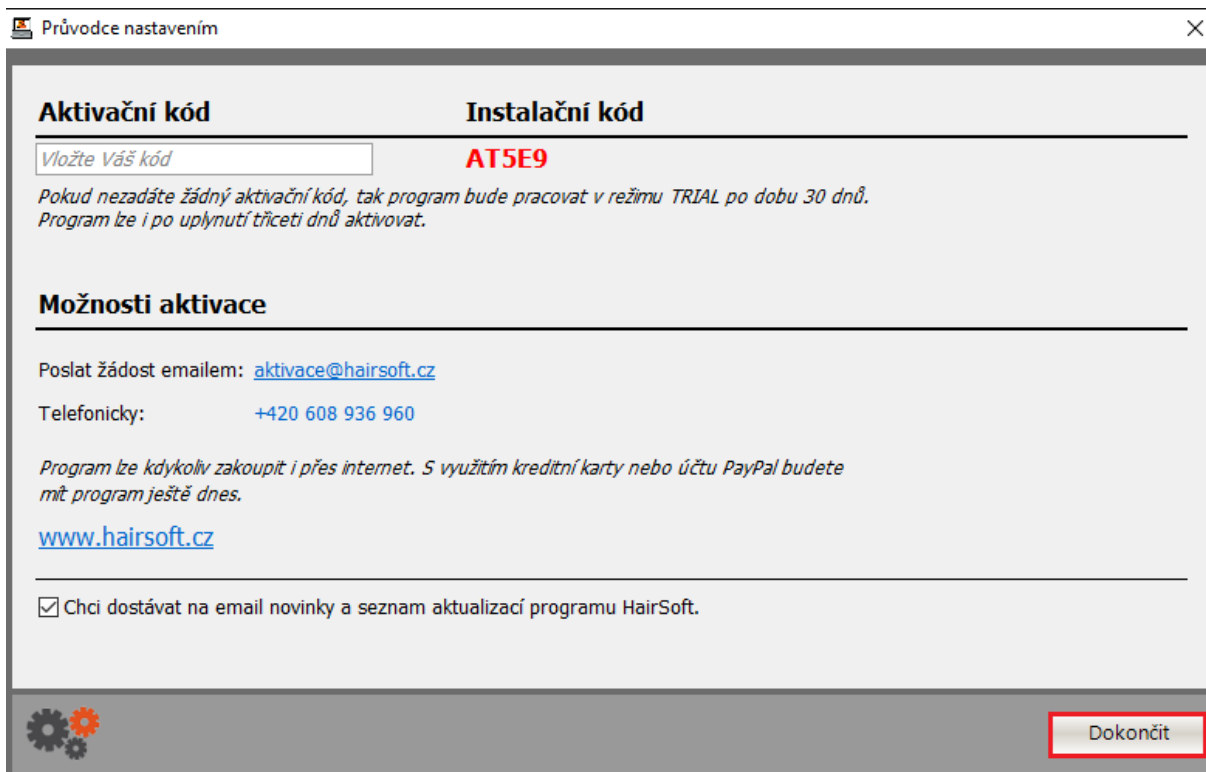 Průvodce nastavením
Aktivační kód
Instalační kód
Vložte Váš kód
AT5E9
Pokud nezadáte žádný aktivační kód, tak program bude pracovat v režimu TRIAL po dobu 30 dnů.
Program lze i po uplynutí třiceti dnů aktivovat.
Možnosti aktivace
Poslat žádost emailem: aktivace@hairsoft.cz
Telefonicky: +420 608 936 960
Program lze kdykoliv zakoupit i přes internet. S využitím kreditní karty nebo účtu PayPal budete
mít program ještě dnes.
www.hairsoft.cz
Chci dostávat na email novinky a seznam aktualizací programu HairSoft.
Dokončit